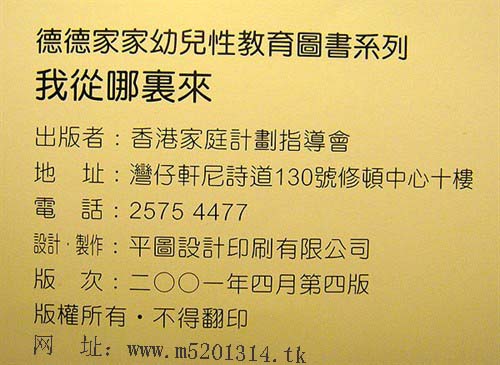 德德家家幼兒性教育圖書系列
我從哪裏來
出版者：香港家庭計劃指導會
地　址：灣仔軒尼詩道130號修頓中心十樓
電　話：2575 4477
設計·製作：平圖設計印刷有限公司
版　次：二〇〇一年四月第四版
版權所有·不得翻印
网　址：www.m5201314.tk